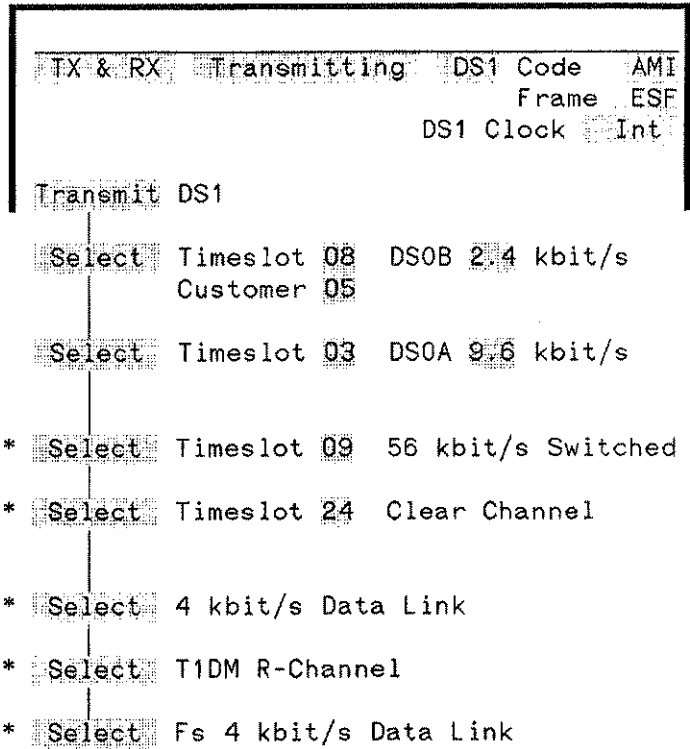 TX & RX Transmitting DS1 Code AMI
Frame ESF
DS1 Clock Int
Transmit DS1
Select Timeslot 08 DS0B 2.4 kbit/s
Customer 05
Select Timeslot 03 DS0A 9.6 kbit/s
* Select Timeslot 09 56 kbit/s Switched
* Select Timeslot 24 Clear Channel
* Select 4 kbit/s Data Link
* Select T1DM R-Channel
* Select Fs 4 kbit/s Data Link